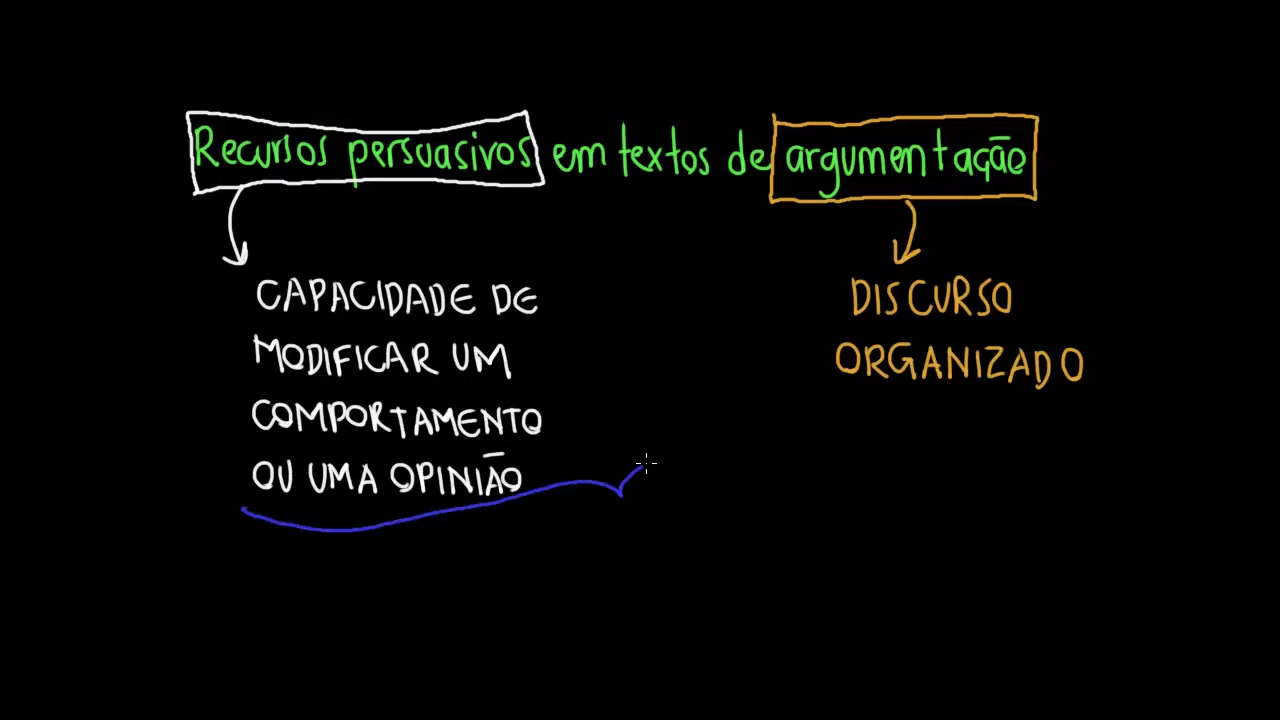 Recursos persuasivos em textos de argumentação
CAPACIDADE DE
MODIFICAR UM
COMPORTAMENTO
OU UMA OPINIÃO
DISCURSO
ORGANIZADO